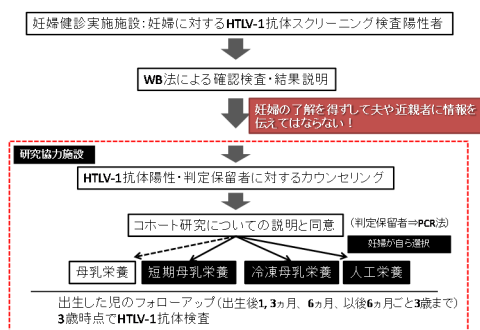 妊婦健診実施施設:妊婦に対するHTLV-1抗体スクリーニング検査陽性者
WB法による確認検査・結果説明
妊婦の了解を得ずして夫や近親者に情報を
伝えてはならない!
研究協力施設
HTLV-1抗体陽性・判定保留者に対するカウンセリング
コホート研究についての説明と同意
(判定保留者⇒PCR法)
妊婦が自ら選択
母乳栄養 短期母乳栄養 冷凍母乳栄養 人工栄養
出生した児のフォローアップ(出生後1, 3ヵ月、6ヵ月、以後6ヵ月ごと3歳まで)
3歳時点でHTLV-1抗体検査